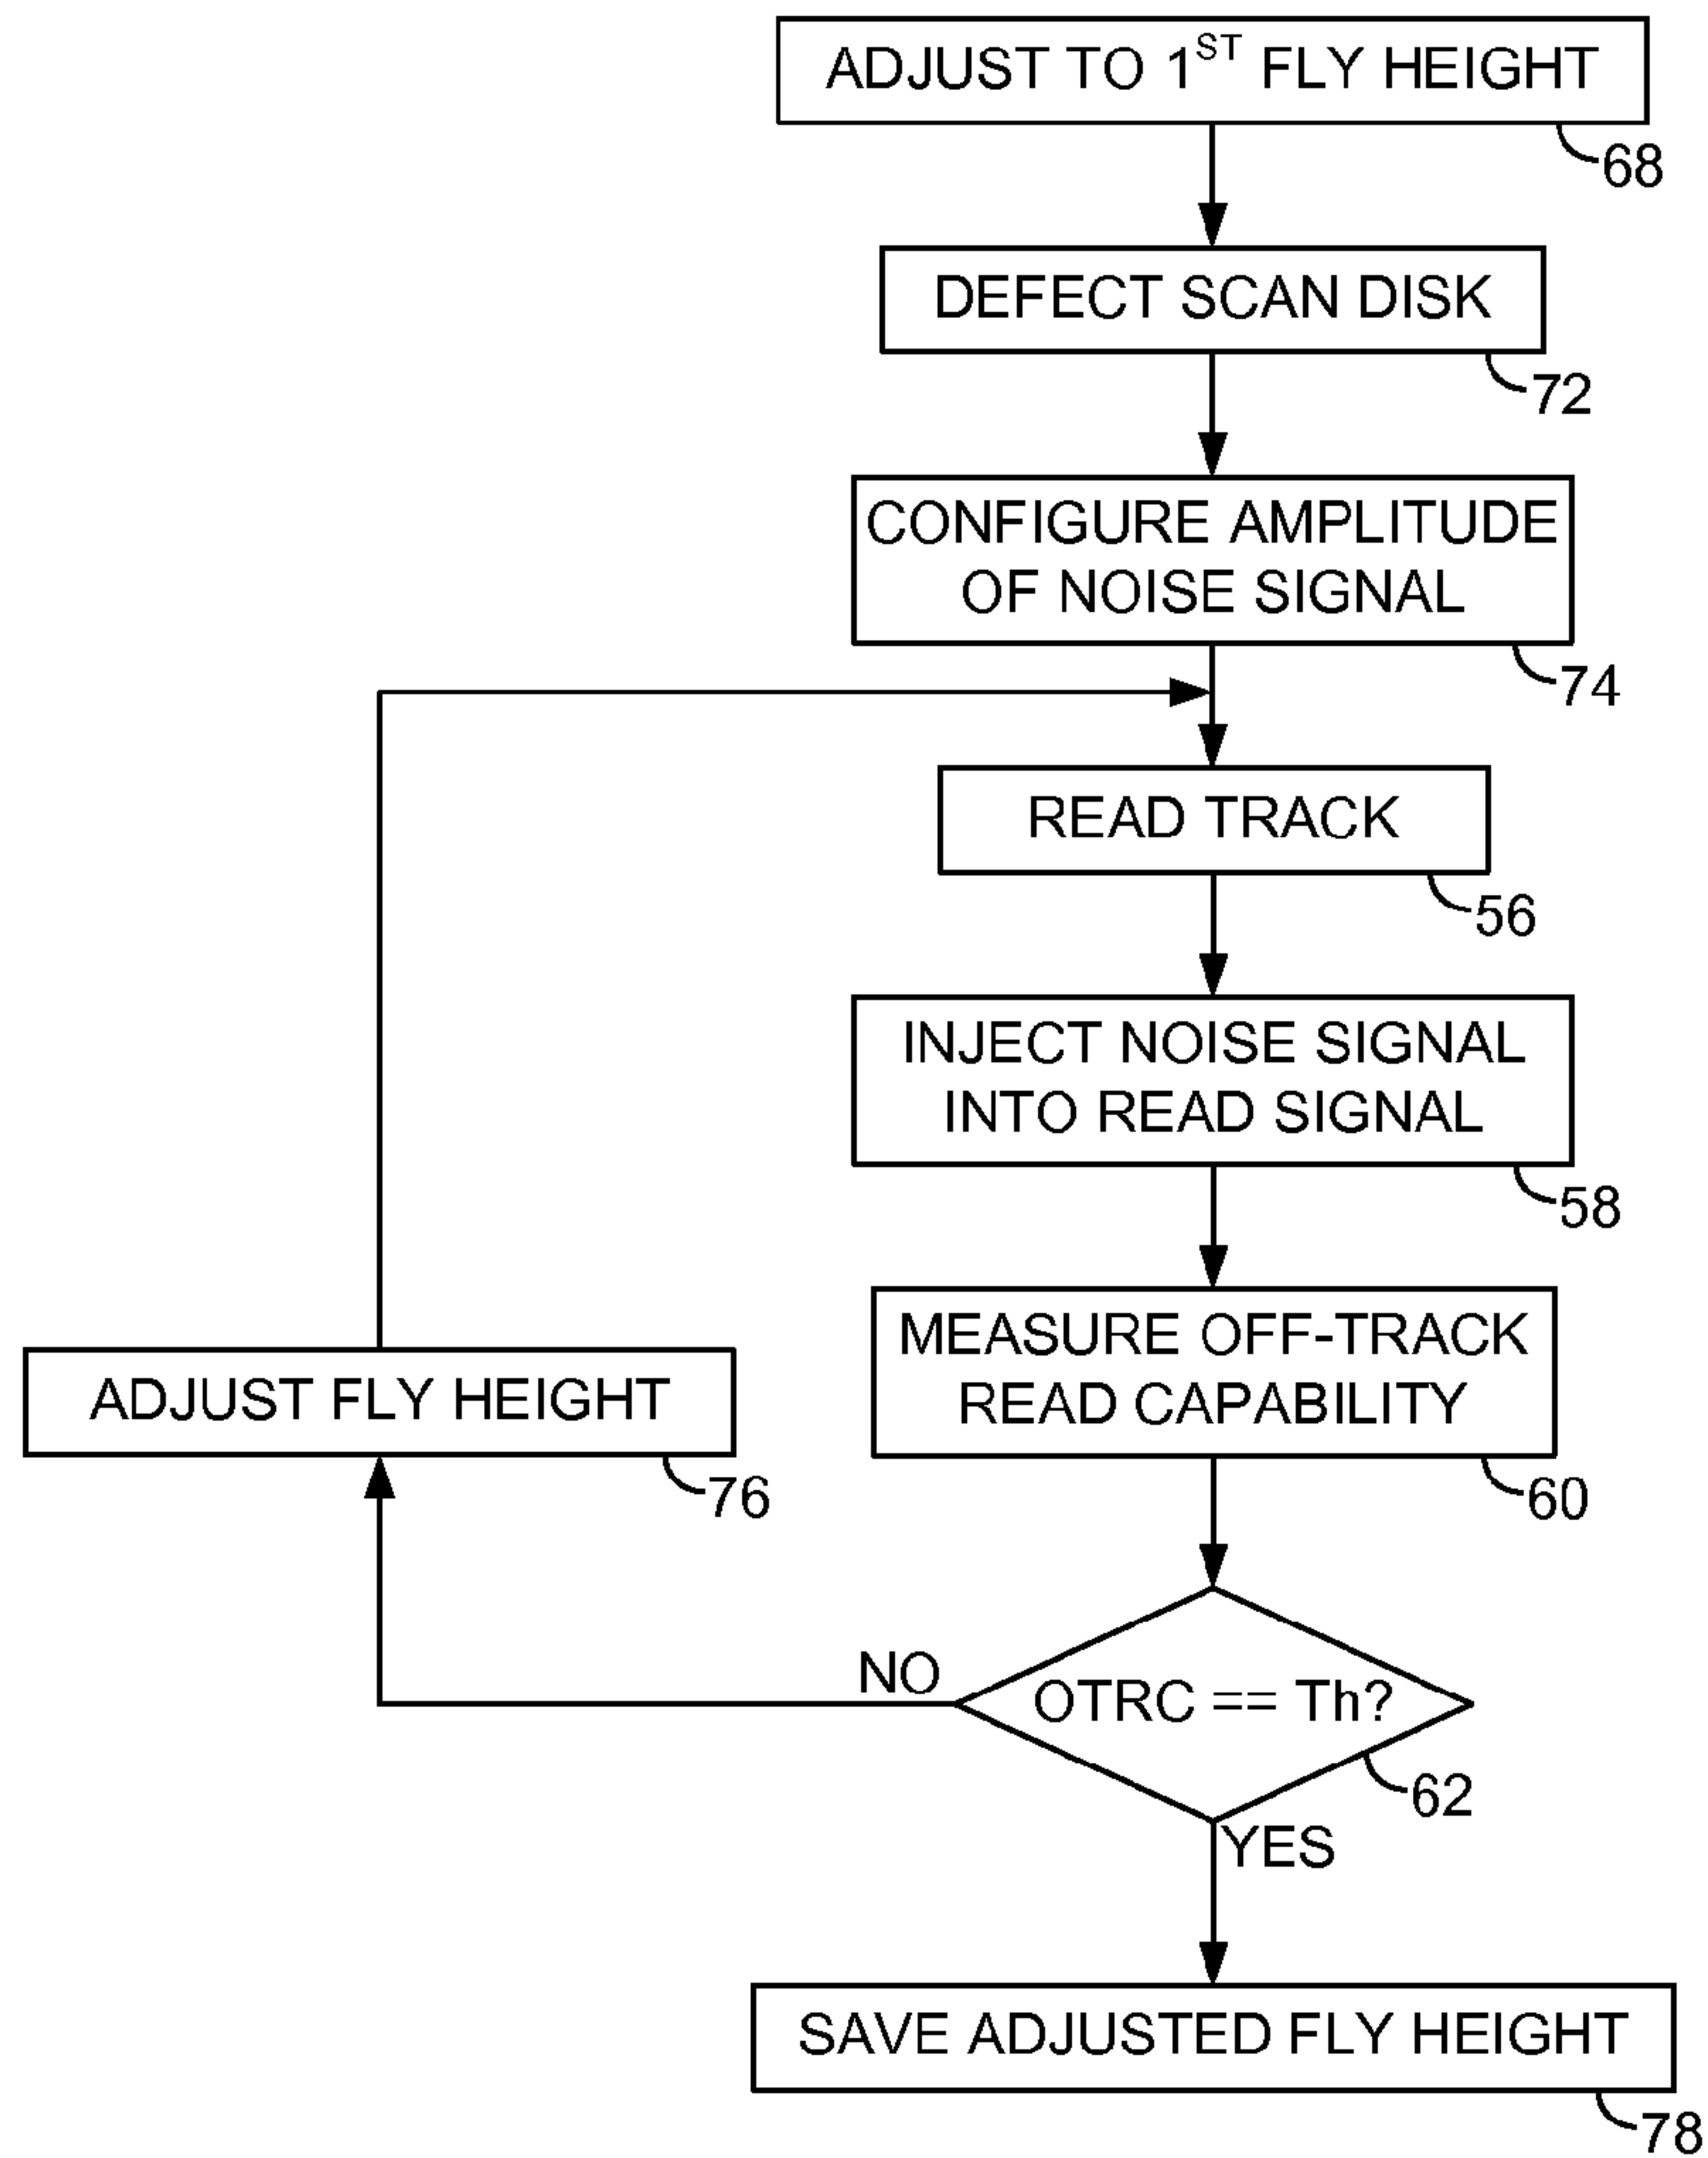 ADJUST TO 1ST FLY HEIGHT
68
DEFECT SCAN DISK
72
CONFIGURE AMPLITUDE
OF NOISE SIGNAL
74
READ TRACK
56
INJECT NOISE SIGNAL
INTO READ SIGNAL
58
MEASURE OFF-TRACK
READ CAPABILITY
60
ADJUST FLY HEIGHT
76
NO
OTRC == Th?
62
YES
SAVE ADJUSTED FLY HEIGHT
78